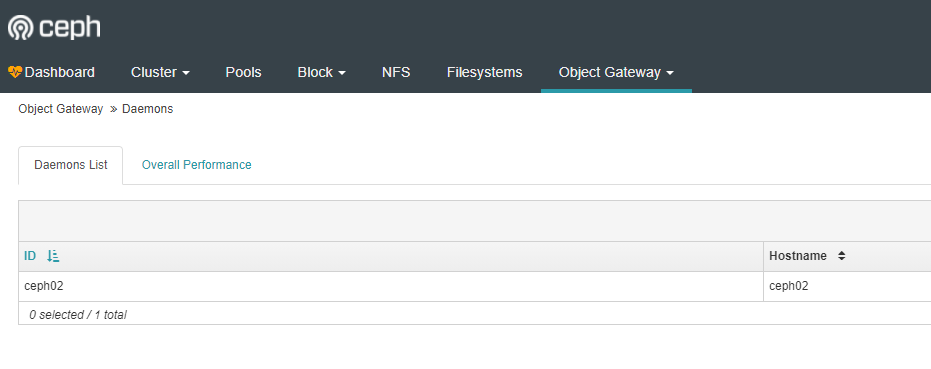 ceph
Dashboard Cluster Pools Block NFS Filesystems Object Gateway
Object Gateway » Daemons
Daemons List Overall Performance
ID Hostname
ceph02 ceph02
0 selected / 1 total